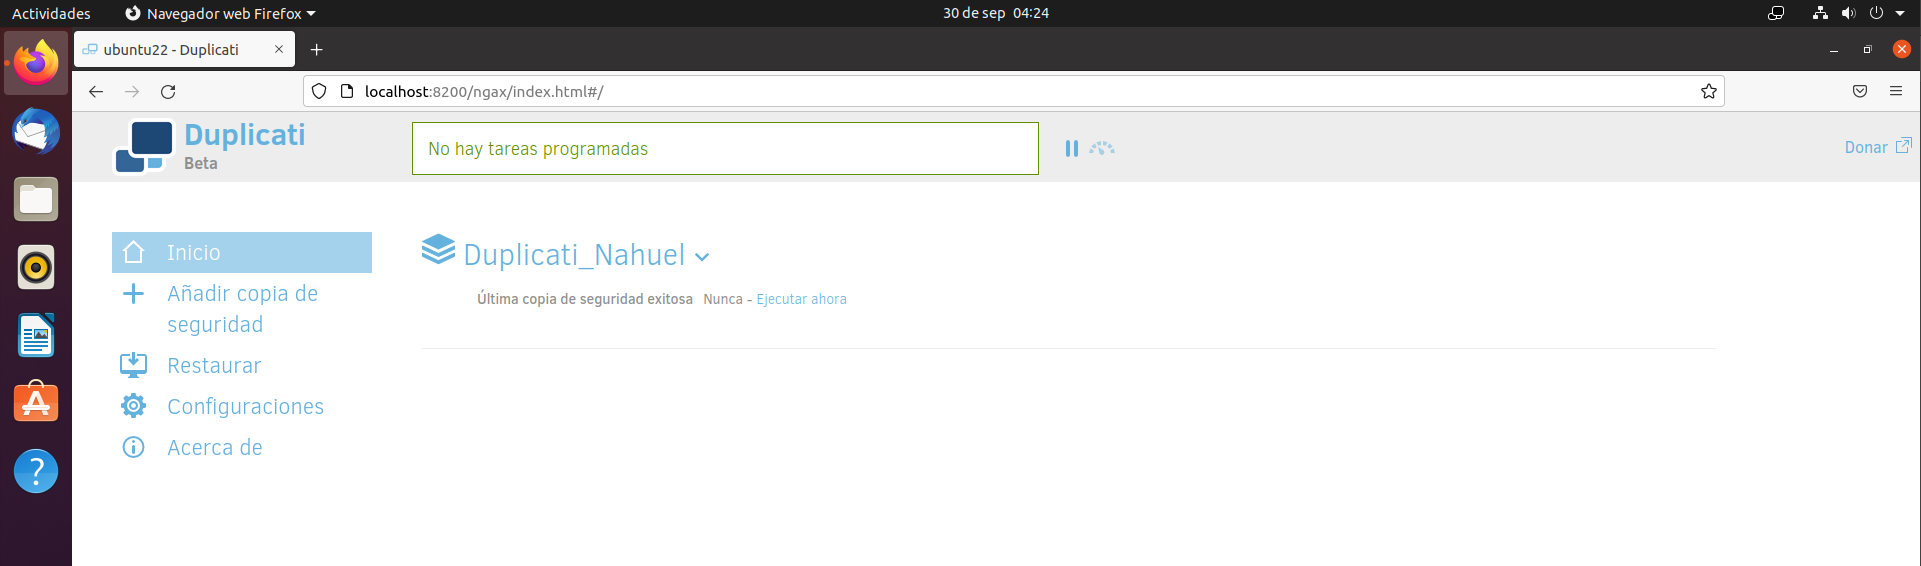 Actividades
Navegador web Firefox
30 de sep 04:24
ubuntu22 - Duplicati
localhost:8200/ngax/index.html#/
Duplicati
Beta
No hay tareas programadas
Donar
Inicio
Añadir copia de
seguridad
Restaurar
Configuraciones
Acerca de
Duplicati_Nahuel
Última copia de seguridad exitosa Nunca - Ejecutar ahora